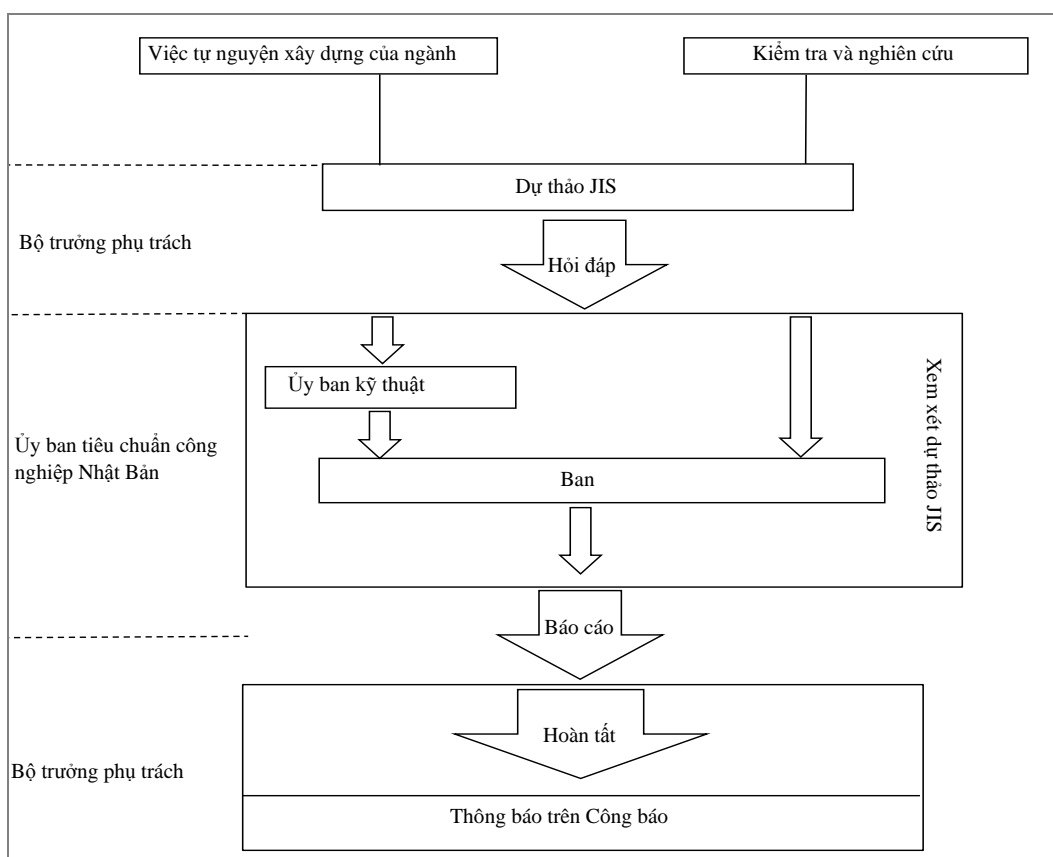 Việc tự nguyện xây dựng của ngành
Kiểm tra và nghiên cứu
Dự thảo JIS
Bộ trưởng phụ trách
Hỏi đáp
Ủy ban kỹ thuật
Xem xét dự thảo JIS
Ủy ban tiêu chuẩn công
nghiệp Nhật Bản
Ban
Báo cáo
Hoàn tất
Bộ trưởng phụ trách
Thông báo trên Công báo